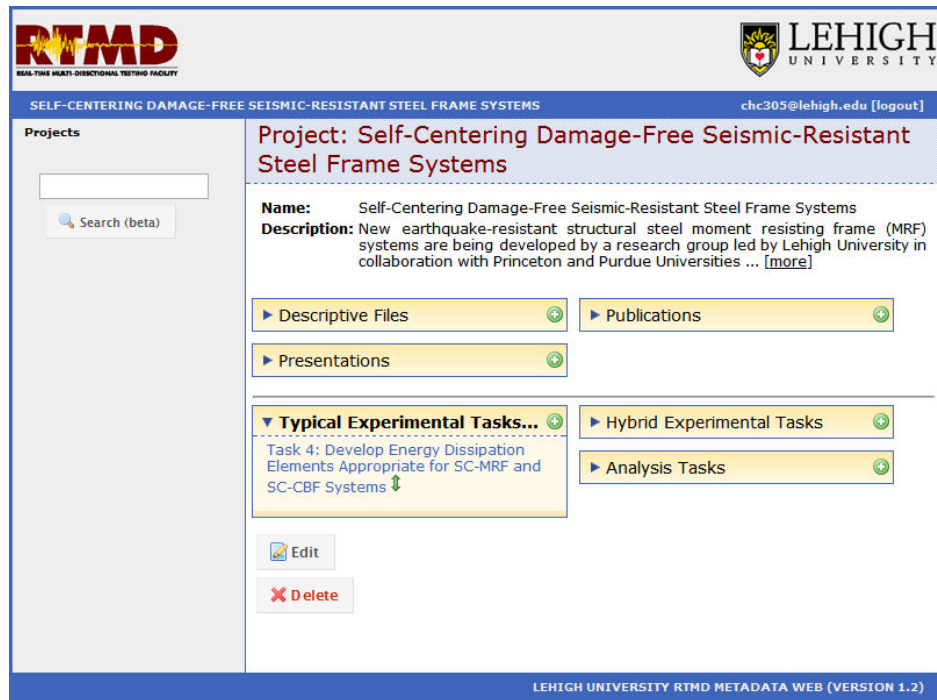 RTMD
REAL-TIME MULTI-DIRECTIONAL TESTING FACILITY
LEHIGH
UNIVERSITY
SELF-CENTERING DAMAGE-FREE SEISMIC-RESISTANT STEEL FRAME SYSTEMS
chc305@lehigh.edu [logout]
Projects
Search (beta)
Project: Self-Centering Damage-Free Seismic-Resistant
Steel Frame Systems
Name: Self-Centering Damage-Free Seismic-Resistant Steel Frame Systems
Description: New earthquake-resistant structural steel moment resisting frame (MRF)
systems are being developed by a research group led by Lehigh University in
collaboration with Princeton and Purdue Universities ... [more]
Descriptive Files
Publications
Presentations
Typical Experimental Tasks...
Hybrid Experimental Tasks
Task 4: Develop Energy Dissipation
Elements Appropriate for SC-MRF and
SC-CBF Systems
Analysis Tasks
Edit
Delete
LEHIGH UNIVERSITY RTMD METADATA WEB (VERSION 1.2)